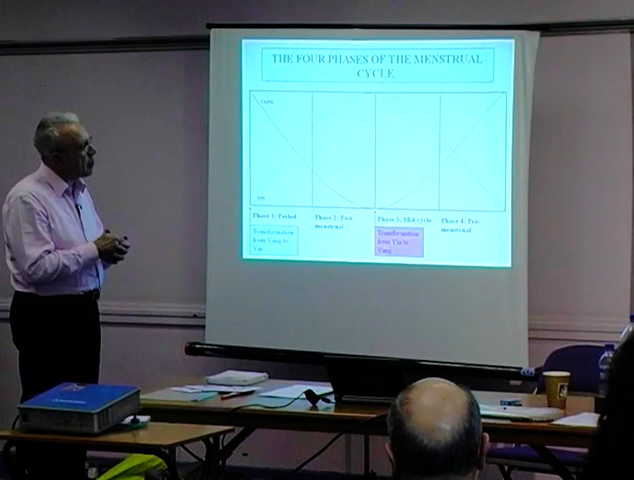 THE FOUR PHASES OF THE MENSTRUAL
CYCLE
YANG
YIN
Phase 1: Period
Phase 2: Post-
menstrual
Phase 3: Mid-cycle
Phase 4: Pre-
menstrual
Transformation
from Yang to
Yin
Transformation
from Yin to
Yang